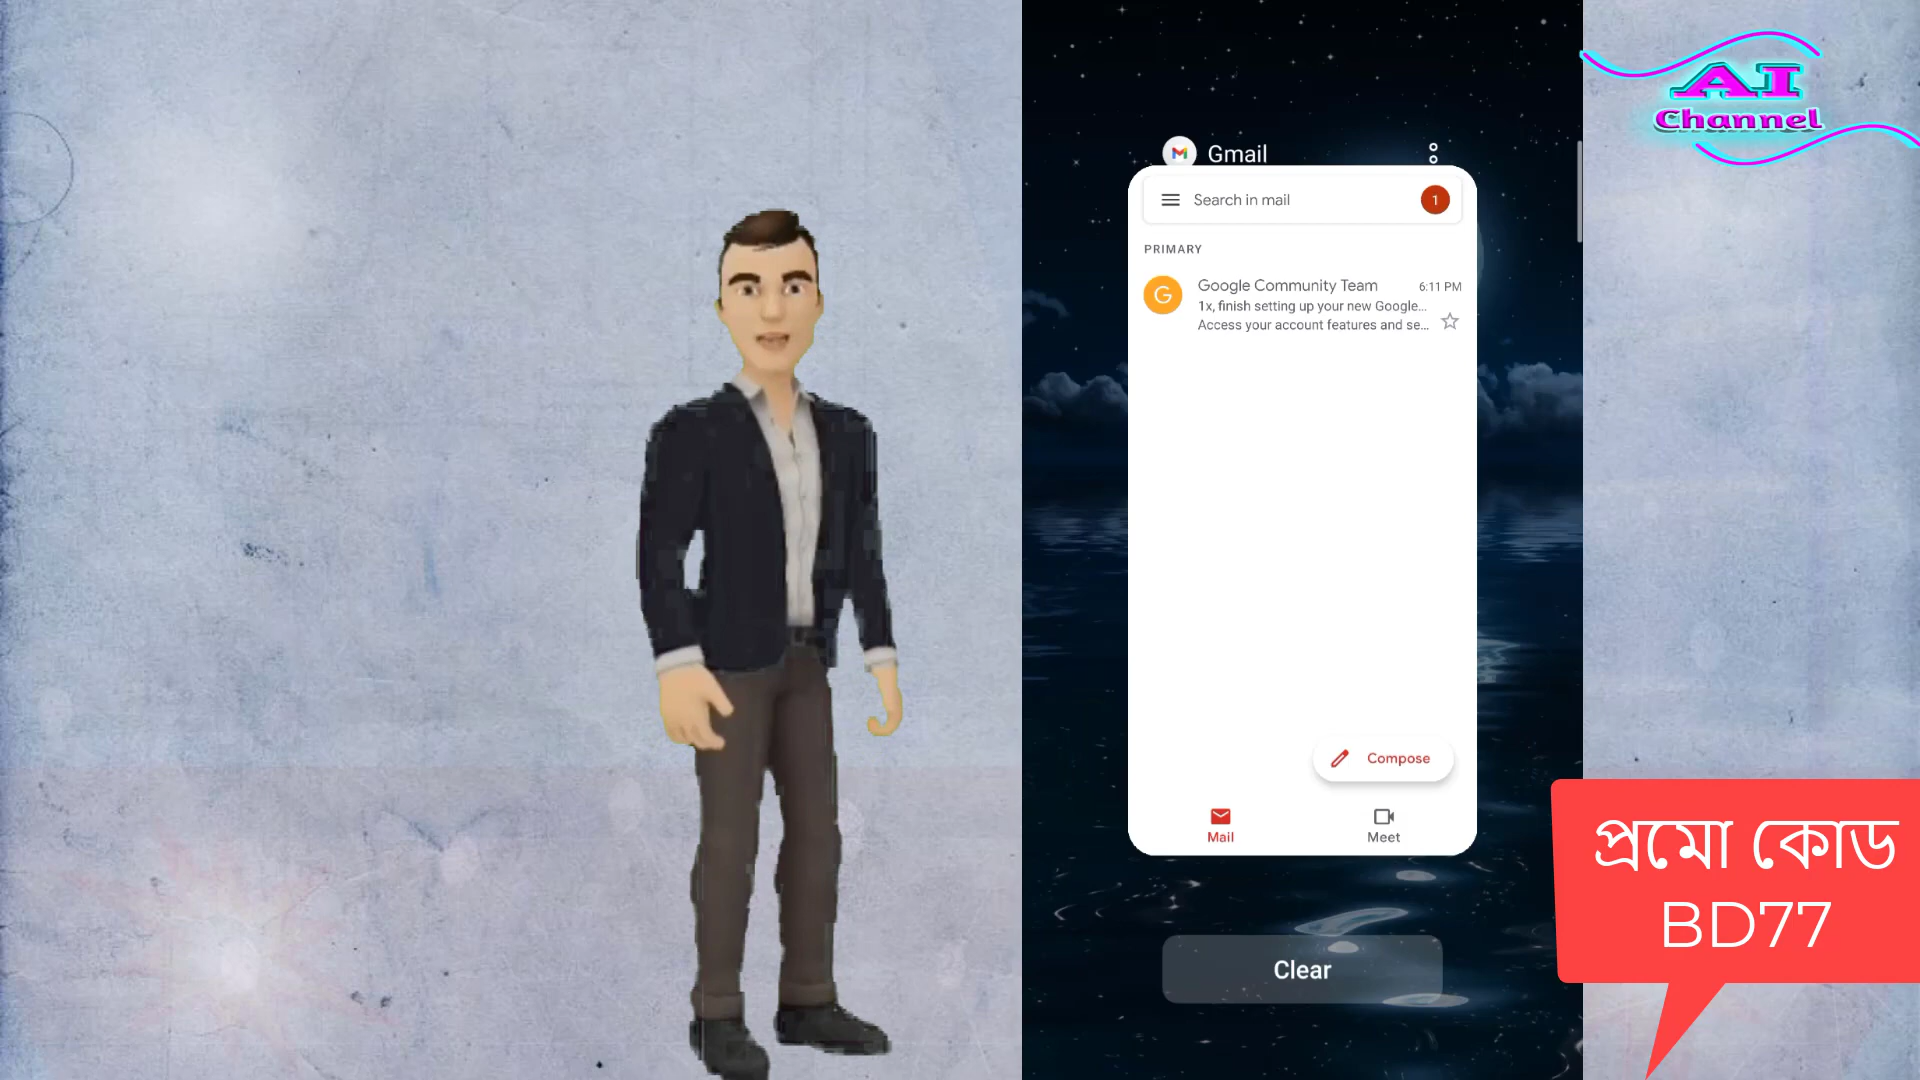 AI
Channel
Gmail
Search in mail
1
PRIMARY
G
Google Community Team 6:11 PM
1x, finish setting up your new Google...
Access your account features and se...
Compose
Mail
Meet
Clear
প্রমো কোড
BD77